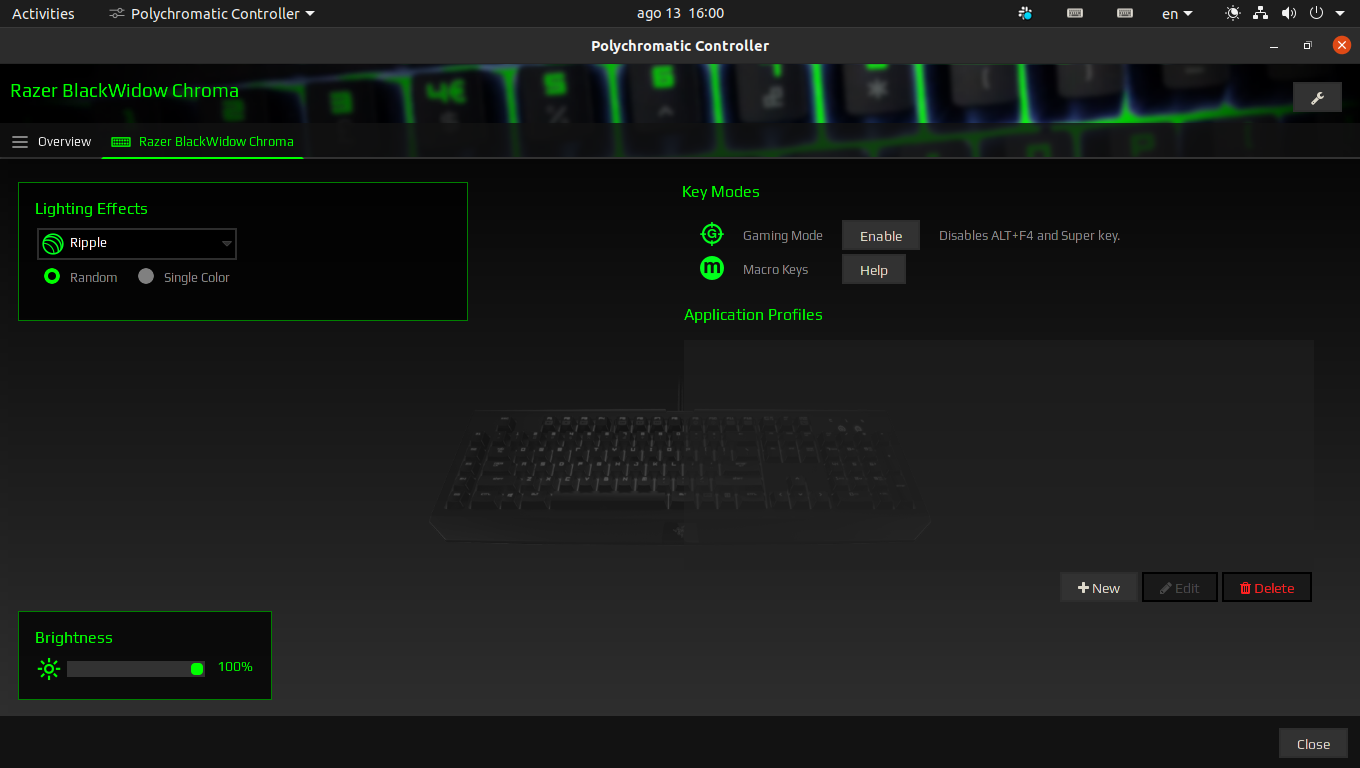 Activities
Polychromatic Controller
ago 13 16:00
en
Polychromatic Controller
Razer BlackWidow Chroma
Overview
Razer BlackWidow Chroma
Lighting Effects
Ripple
Random
Single Color
Key Modes
Gaming Mode
Enable
Disables ALT+F4 and Super key.
Macro Keys
Help
Application Profiles
New
Edit
Delete
Brightness
100%
Close